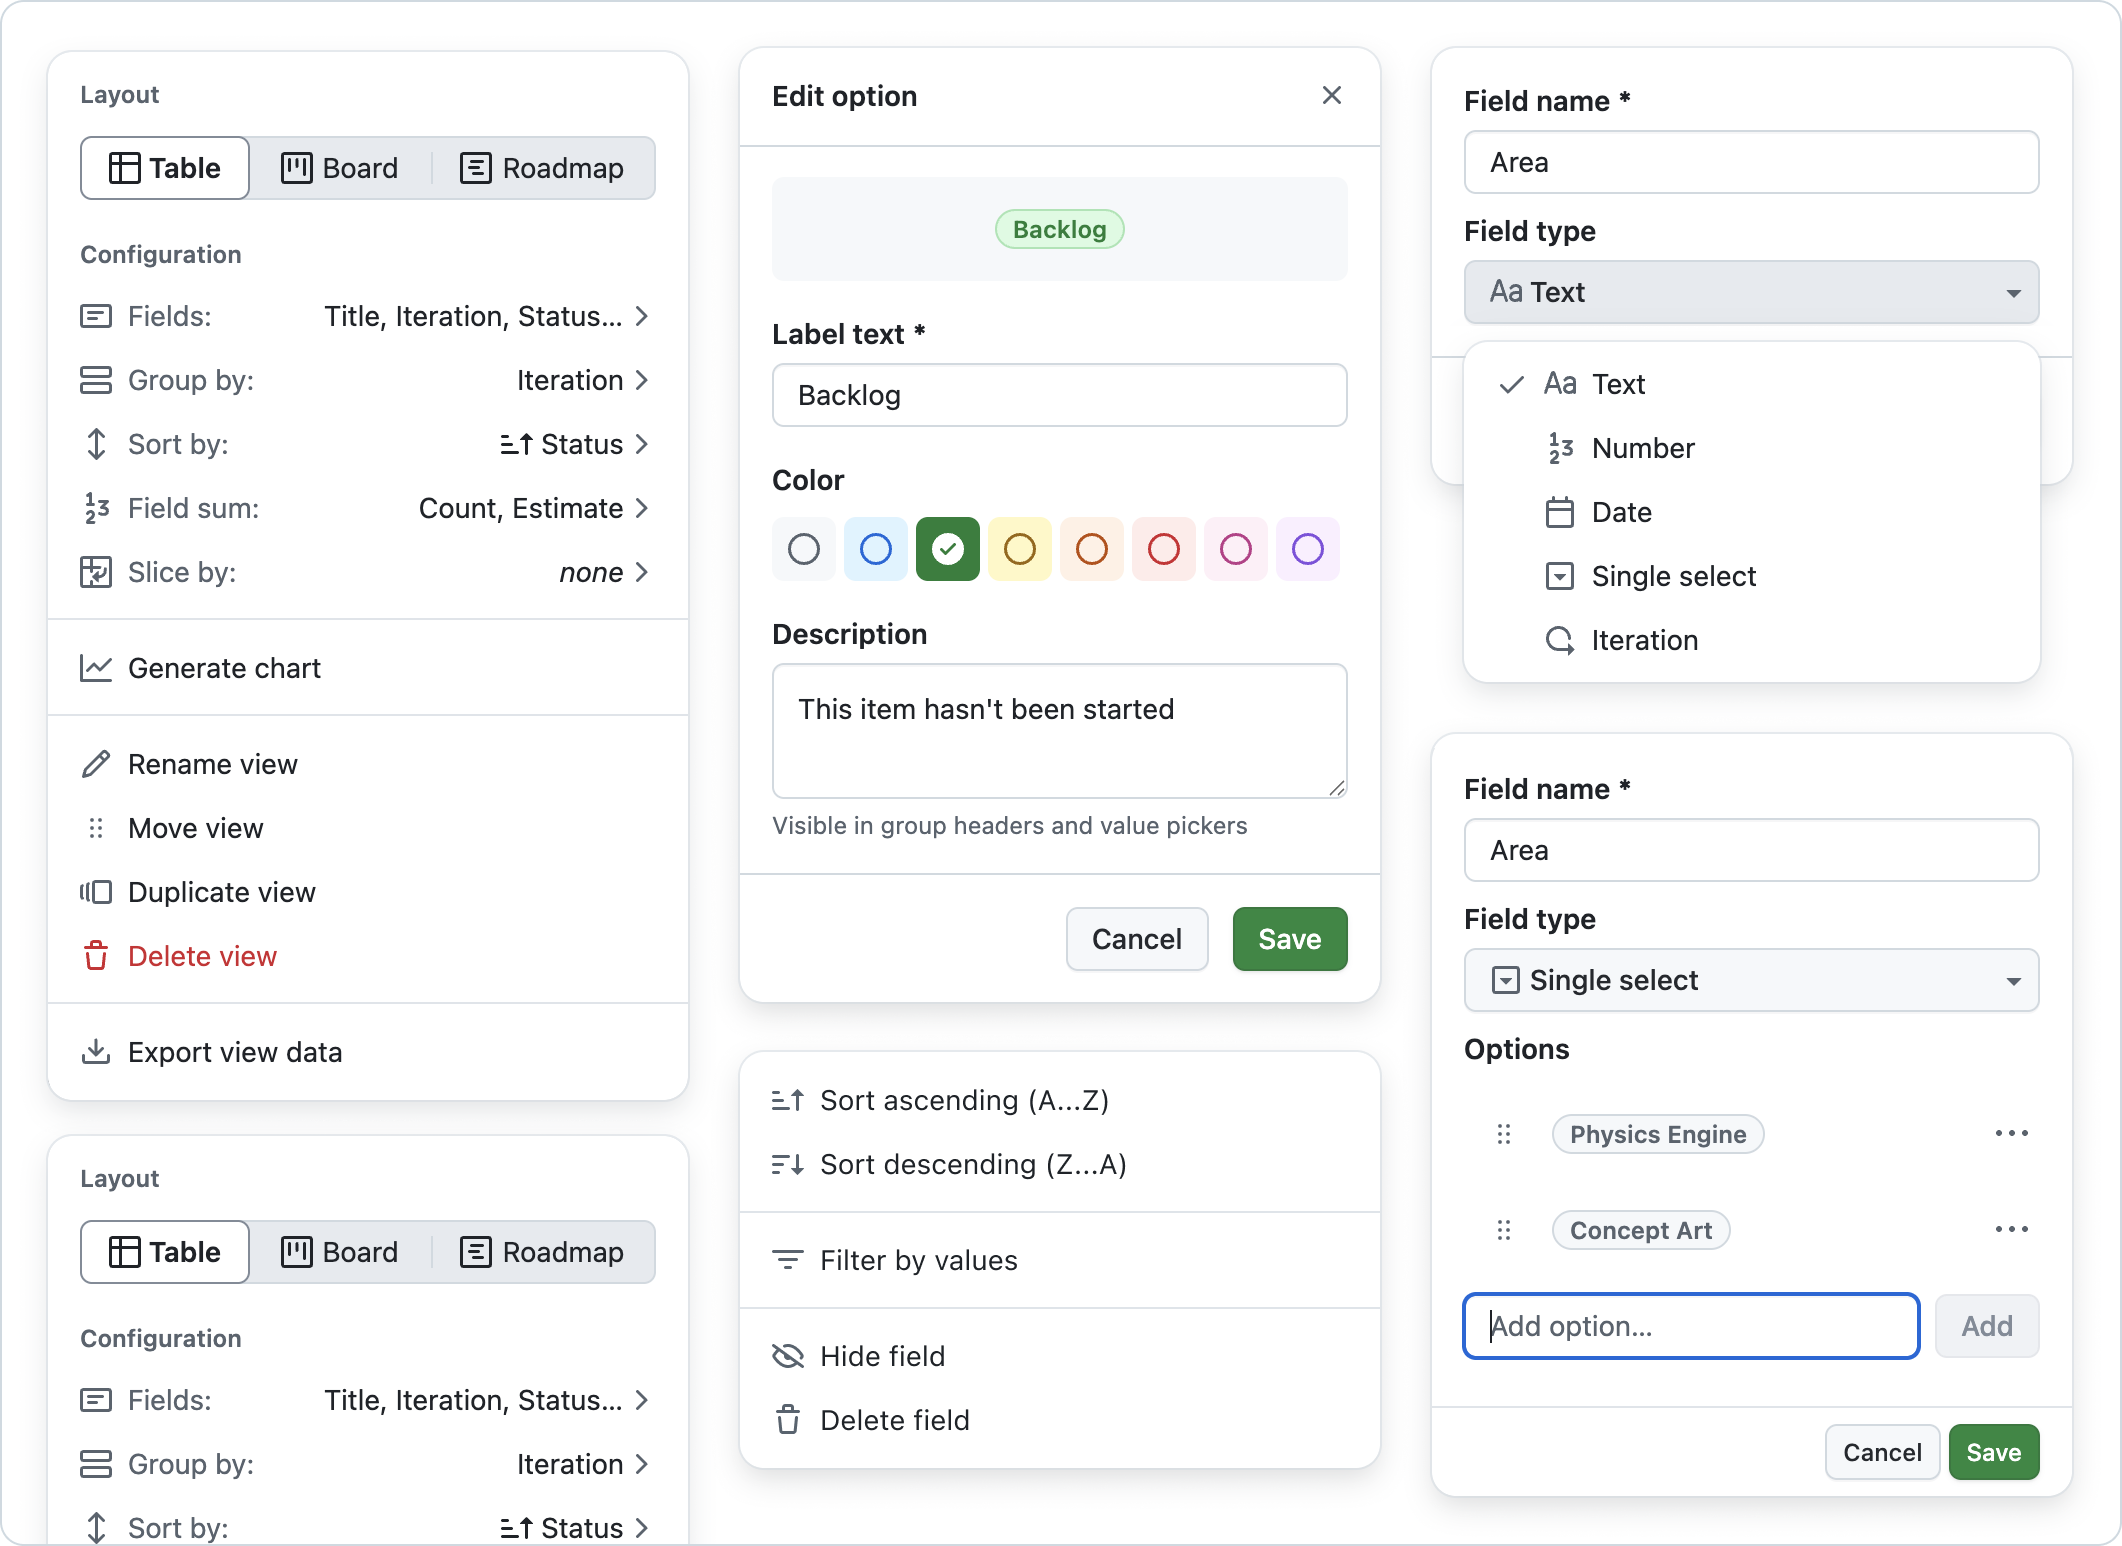 Layout
Table Board Roadmap
Configuration
Fields: Title, Iteration, Status...
Group by: Iteration
Sort by: Status
Field sum: Count, Estimate
Slice by: none
Generate chart
Rename view
Move view
Duplicate view
Delete view
Export view data
Layout
Table Board Roadmap
Configuration
Fields: Title, Iteration, Status...
Group by: Iteration
Sort by: Status
Edit option
Backlog
Label text *
Backlog
Color
Description
This item hasn't been started
Visible in group headers and value pickers
Cancel Save
Sort ascending (A...Z)
Sort descending (Z...A)
Filter by values
Hide field
Delete field
Field name *
Area
Field type
Aa Text
Aa Text
Number
Date
Single select
Iteration
Field name *
Area
Field type
Single select
Options
Physics Engine
Concept Art
Add option... Add
Cancel Save